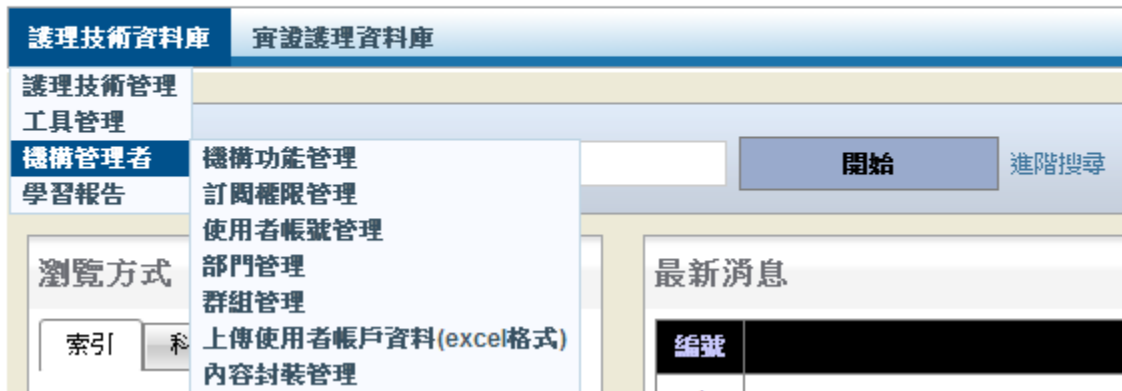 護理技術資料庫 實證護理資料庫
護理技術管理
工具管理
機構管理者 機構功能管理 開始 進階搜尋
學習報告 訂閱權限管理
使用者帳號管理
瀏覽方式 部門管理 最新消息
群組管理
索引 科 上傳使用者帳戶資料(excel格式) 編號
內容封裝管理